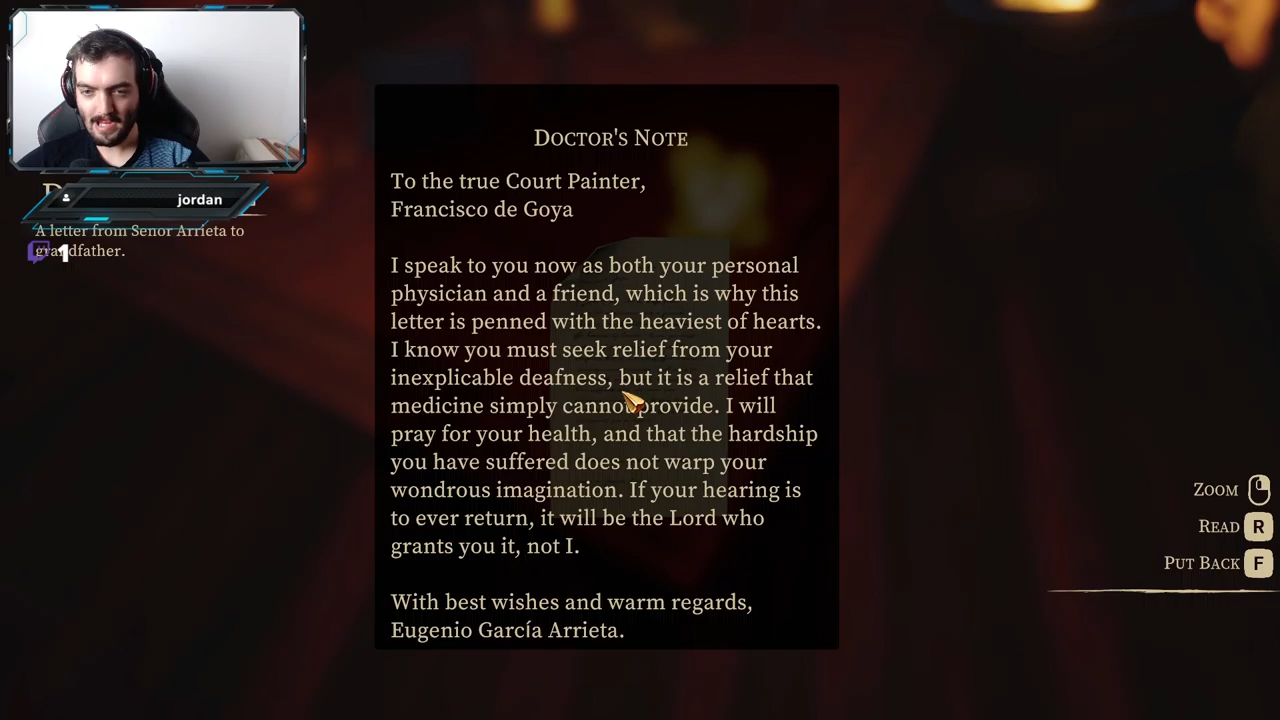 DOCTOR'S NOTE
To the true Court Painter,
Francisco de Goya
I speak to you now as both your personal
physician and a friend, which is why this
letter is penned with the heaviest of hearts.
I know you must seek relief from your
inexplicable deafness, but it is a relief that
medicine simply cannot provide. I will
pray for your health, and that the hardship
you have suffered does not warp your
wondrous imagination. If your hearing is
to ever return, it will be the Lord who
grants you it, not I.
With best wishes and warm regards,
Eugenio García Arrieta.
jordan
A letter from Senor Arrieta to
grandfather.
1
ZOOM
READ R
PUT BACK F